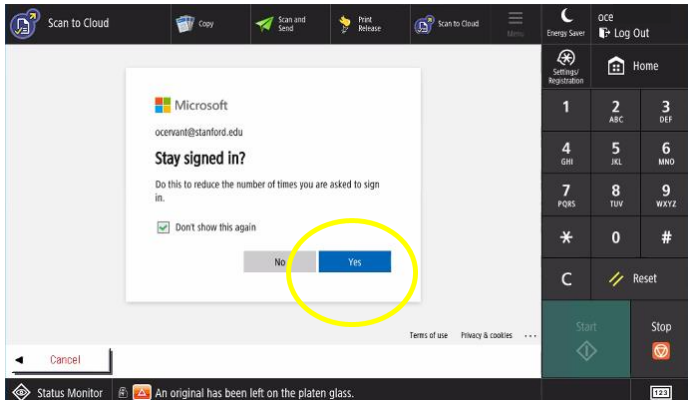 Scan to Cloud
Copy
Scan and
Send
Print
Release
Scan to Cloud
Menu
Energy Saver
oce
Log Out
Settings/
Registration
Home
Microsoft
ocervant@stanford.edu
Stay signed in?
Do this to reduce the number of times you are asked to sign
in.
Don't show this again
No
Yes
Terms of use Privacy & cookies ...
Cancel
1
2
ABC
3
DEF
4
GHI
5
JKL
6
MNO
7
PQRS
8
TUV
9
WXYZ
*
0
#
C
Reset
Start
Stop
Status Monitor
An original has been left on the platen glass.
123